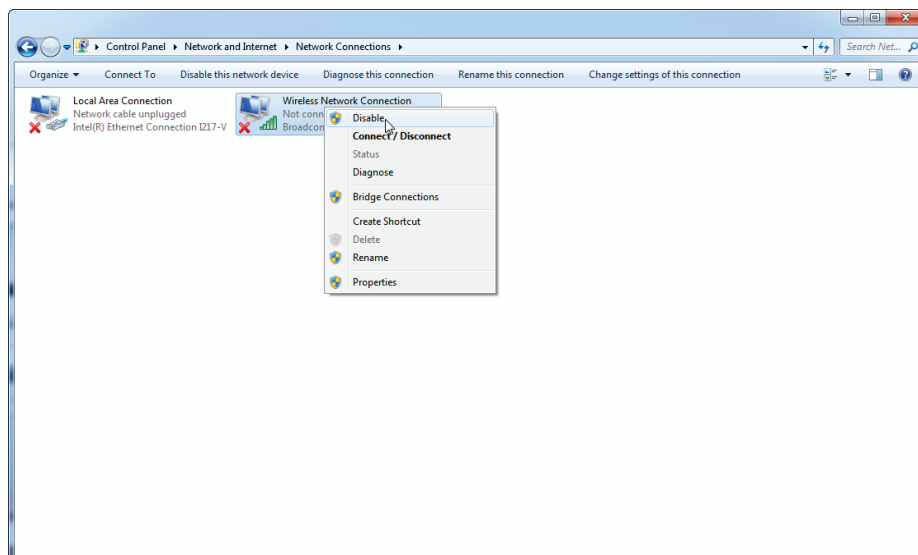 Control Panel ▸ Network and Internet ▸ Network Connections ▸
Search Net...
Organize ▾ Connect To Disable this network device Diagnose this connection Rename this connection Change settings of this connection
Local Area Connection
Network cable unplugged
Intel(R) Ethernet Connection I217-V
Wireless Network Connection
Not conn
Broadcon
Disable
Connect / Disconnect
Status
Diagnose
Bridge Connections
Create Shortcut
Delete
Rename
Properties